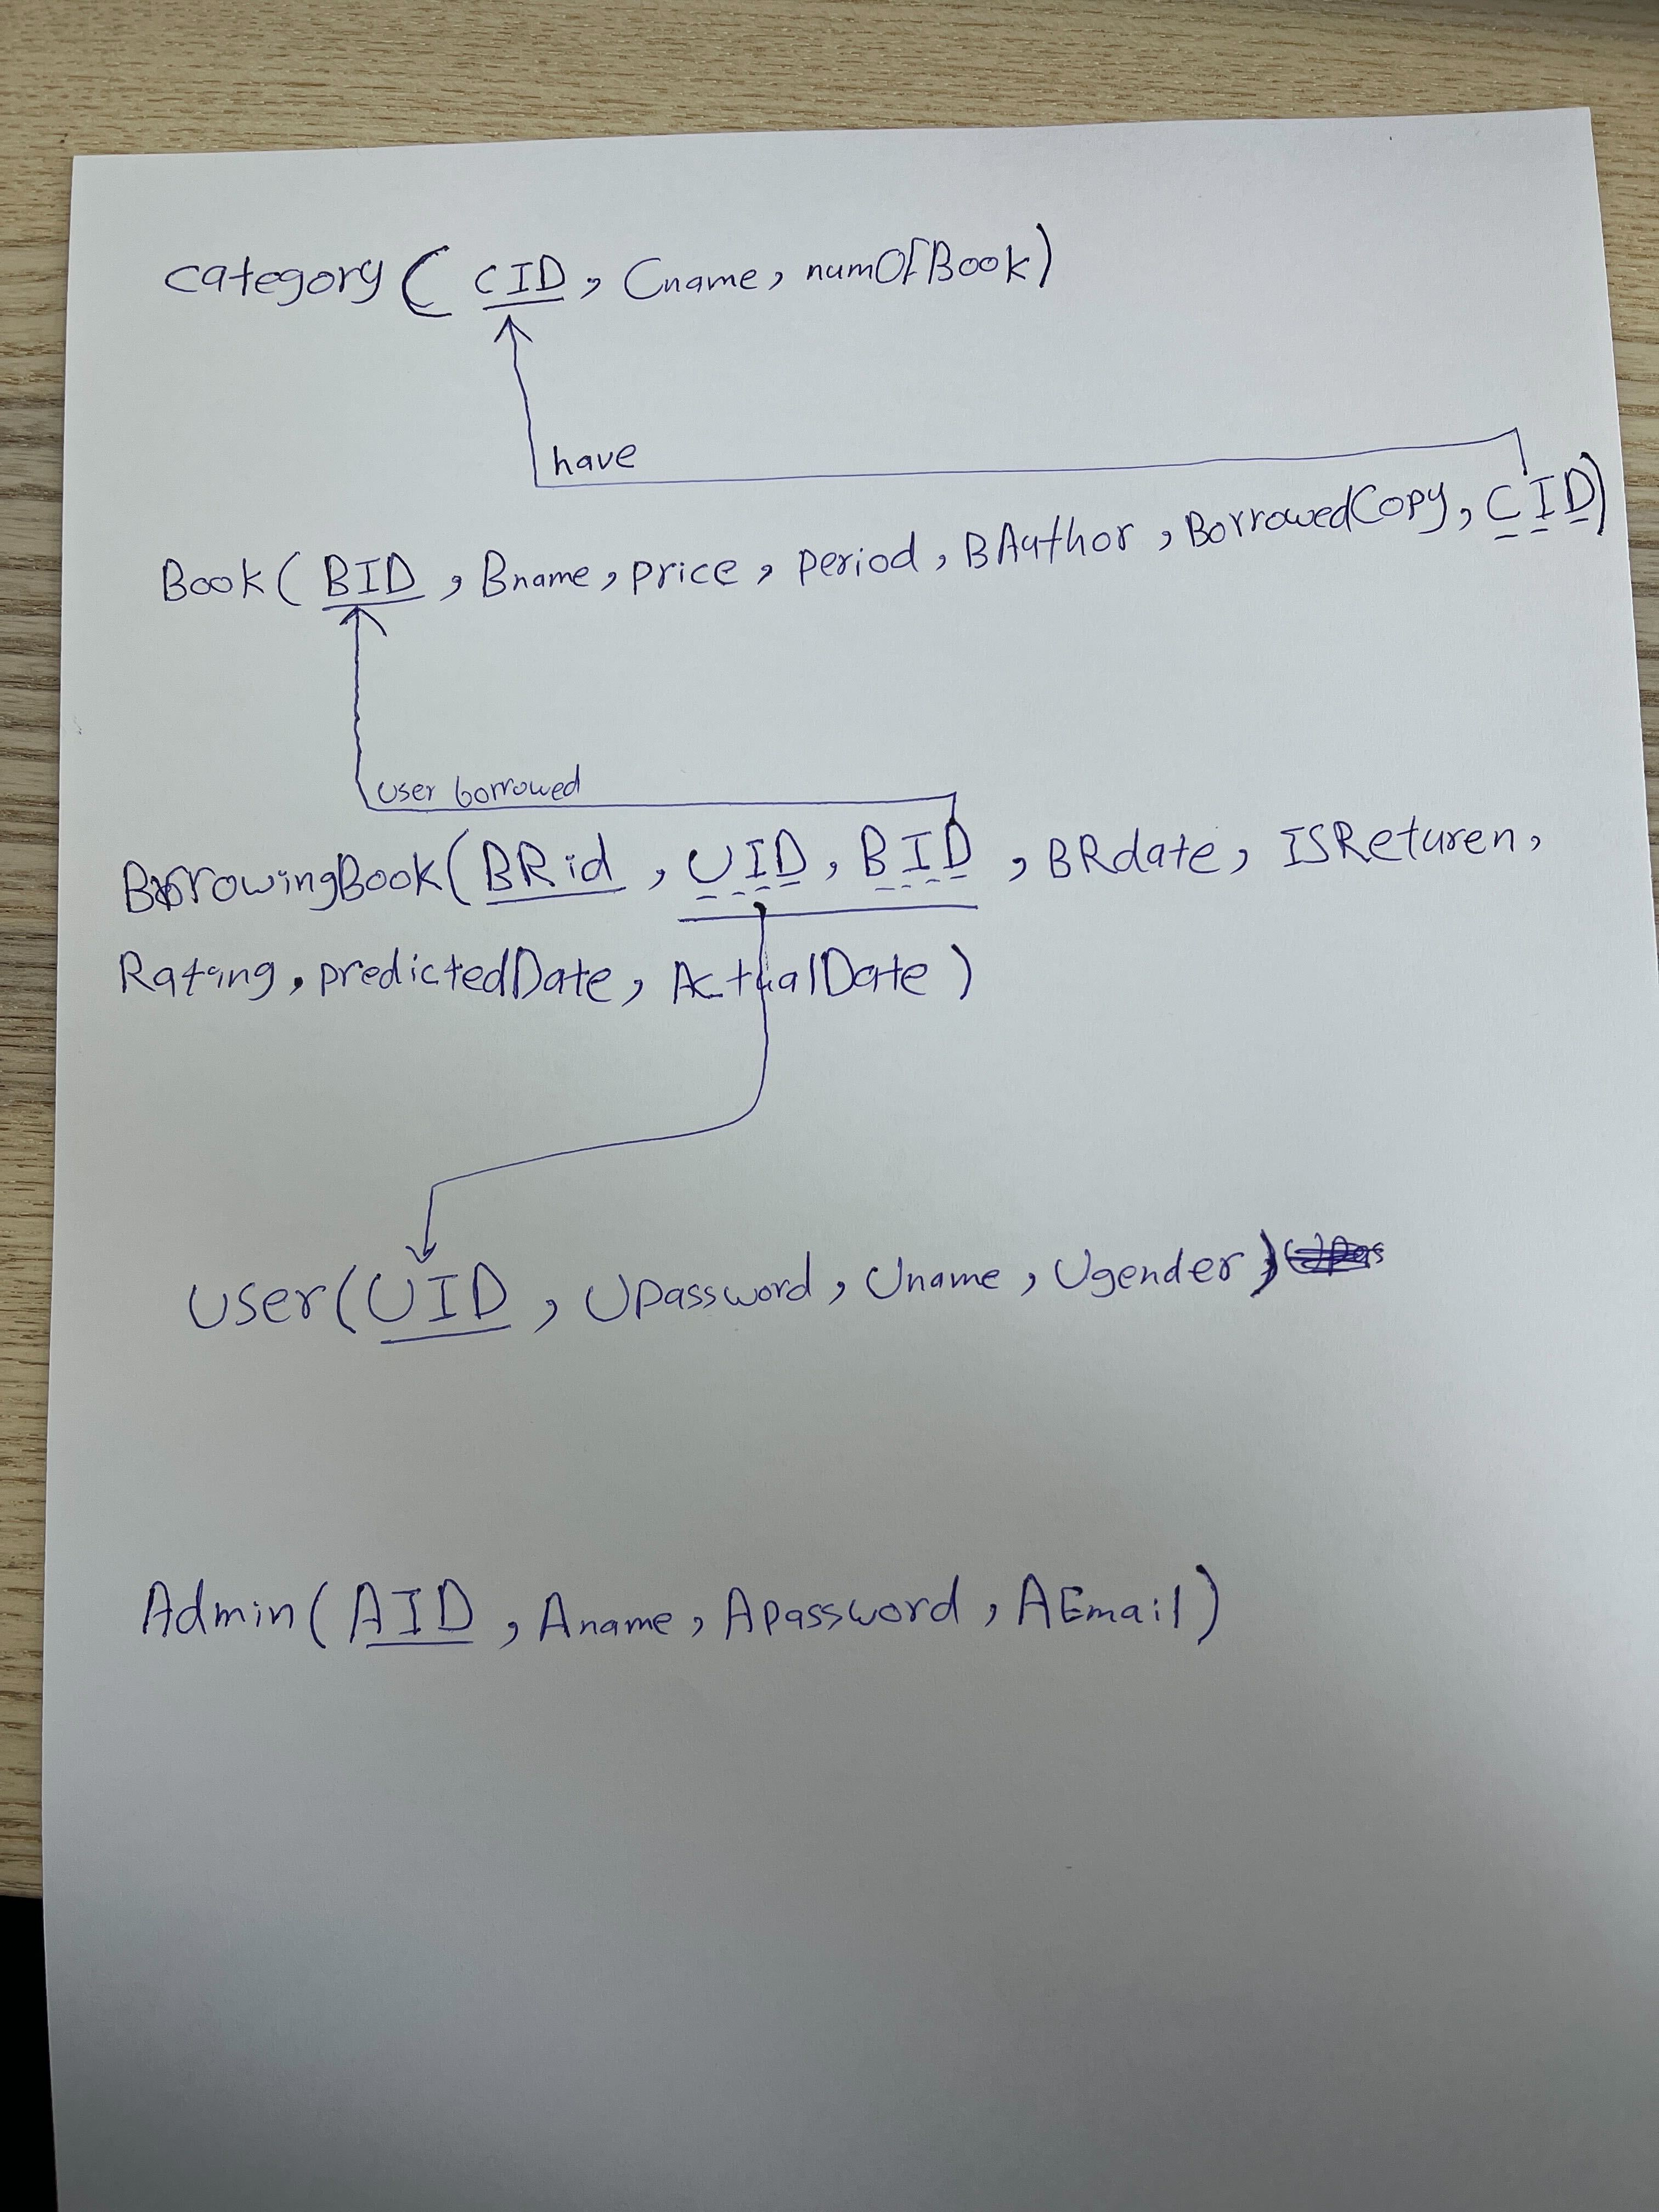 category ( CID, Cname, numOfBook)
have
Book ( BID, Bname, price, period, BAuthor, BorrowedCopy, CID)
user borrowed
BorrowingBook( BRid, UID, BID, BRdate, ISReturen,
Rating, predictedDate, ActualDate )
User( UID, Upassword, Uname, Ugender)
Admin( AID, Aname, Apassword, AEmail)